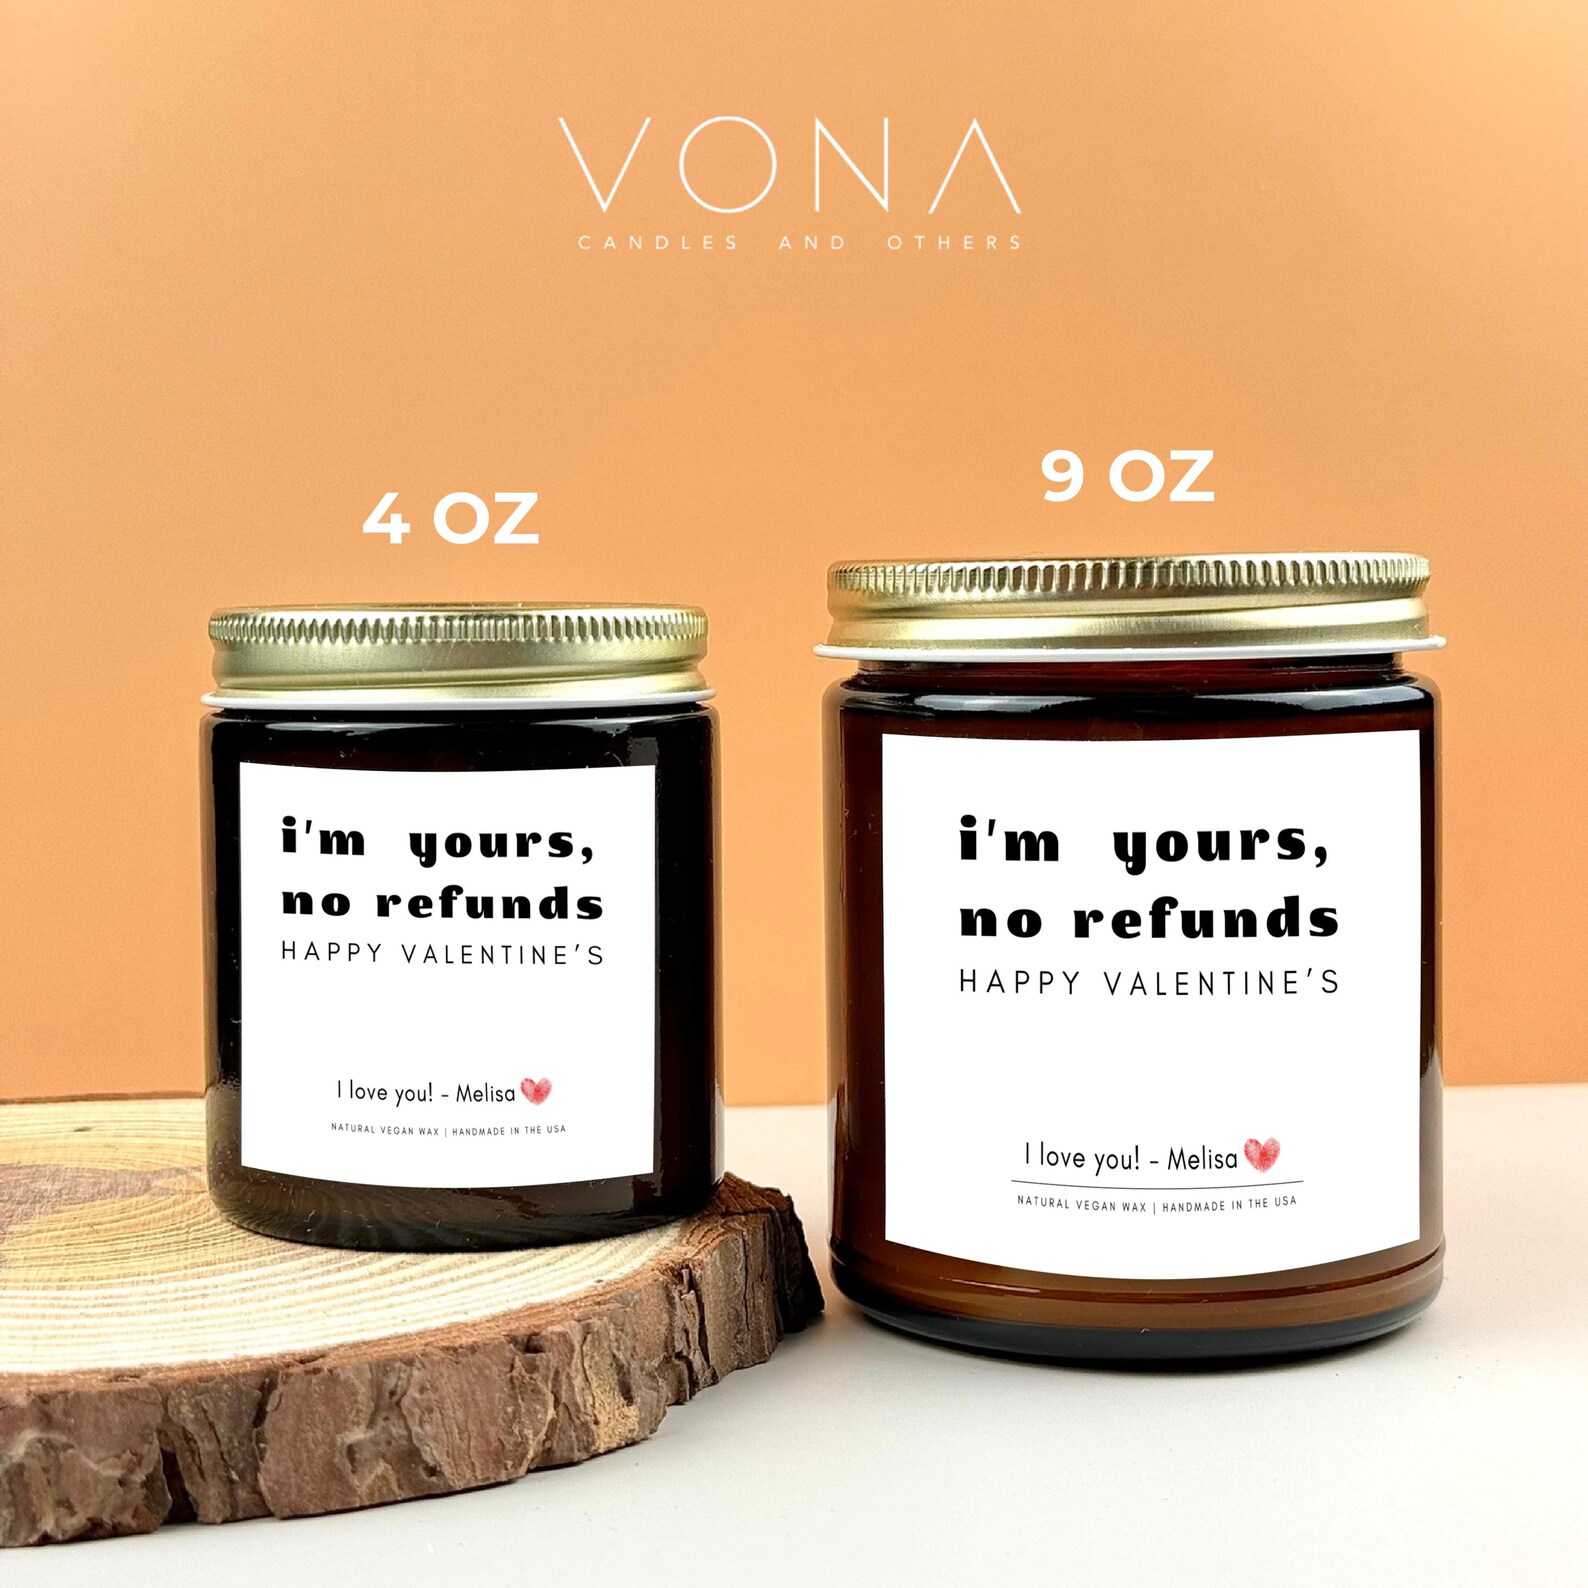 VONA
CANDLES AND OTHERS
4 OZ
9 OZ
i'm yours,
no refunds
HAPPY VALENTINE'S
I love you! - Melisa
NATURAL VEGAN WAX | HANDMADE IN THE USA
i'm yours,
no refunds
HAPPY VALENTINE'S
I love you! - Melisa
NATURAL VEGAN WAX | HANDMADE IN THE USA